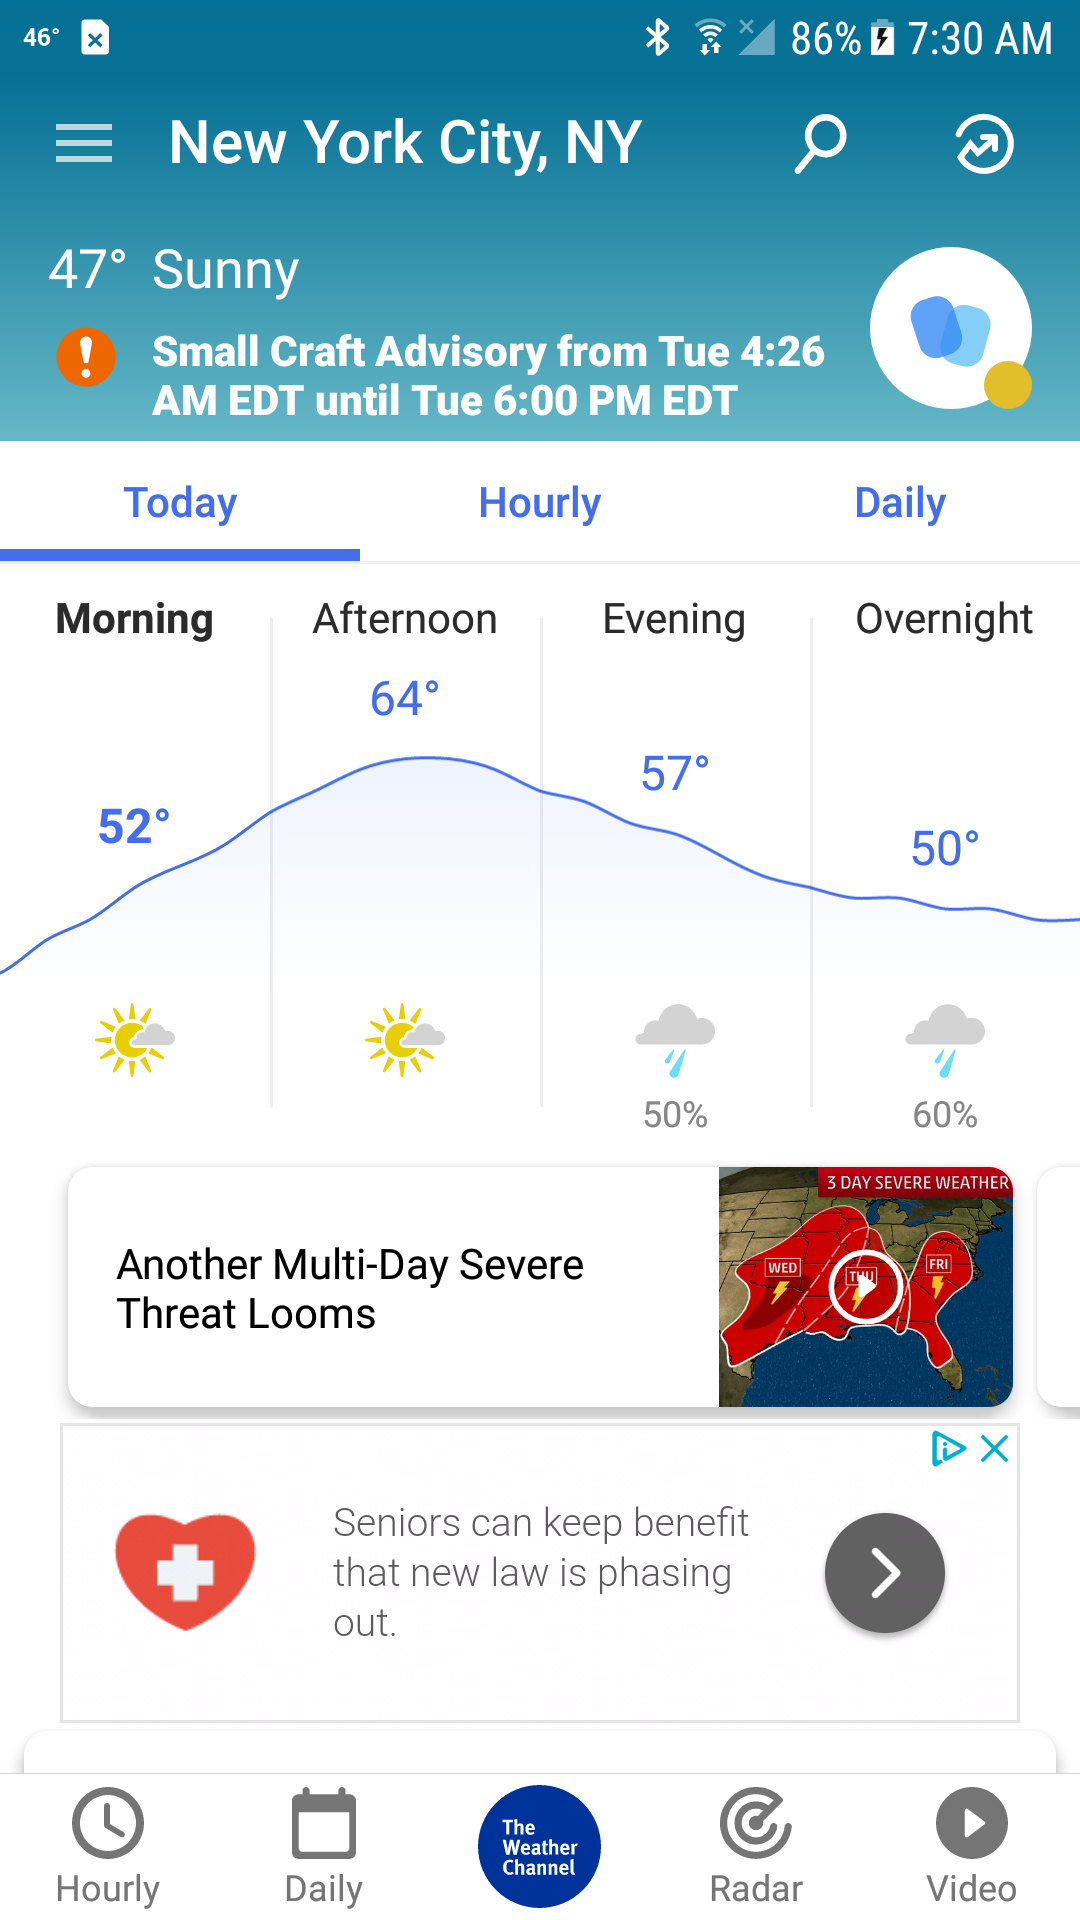 46° 86% 7:30 AM
New York City, NY
47° Sunny
Small Craft Advisory from Tue 4:26
AM EDT until Tue 6:00 PM EDT
Today Hourly Daily
Morning Afternoon Evening Overnight
64°
57°
52°
50°
50% 60%
3 DAY SEVERE WEATHER
WED THU FRI
Another Multi-Day Severe
Threat Looms
Seniors can keep benefit
that new law is phasing
out.
The
Weather
Channel
Hourly Daily Radar Video